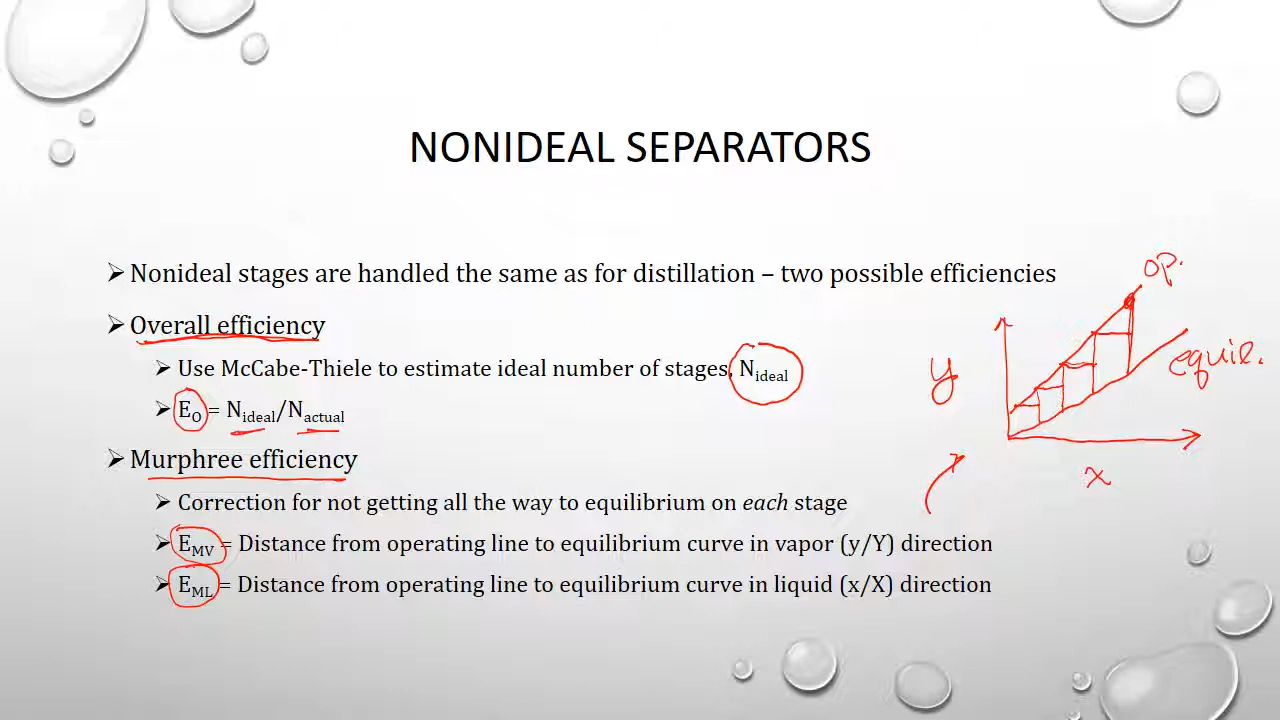 NONIDEAL SEPARATORS
Nonideal stages are handled the same as for distillation – two possible efficiencies
Overall efficiency
Use McCabe-Thiele to estimate ideal number of stages, Nideal
EO = Nideal/Nactual
Murphree efficiency
Correction for not getting all the way to equilibrium on each stage
EMV = Distance from operating line to equilibrium curve in vapor (y/Y) direction
EML = Distance from operating line to equilibrium curve in liquid (x/X) direction
op.
equil.
y
x